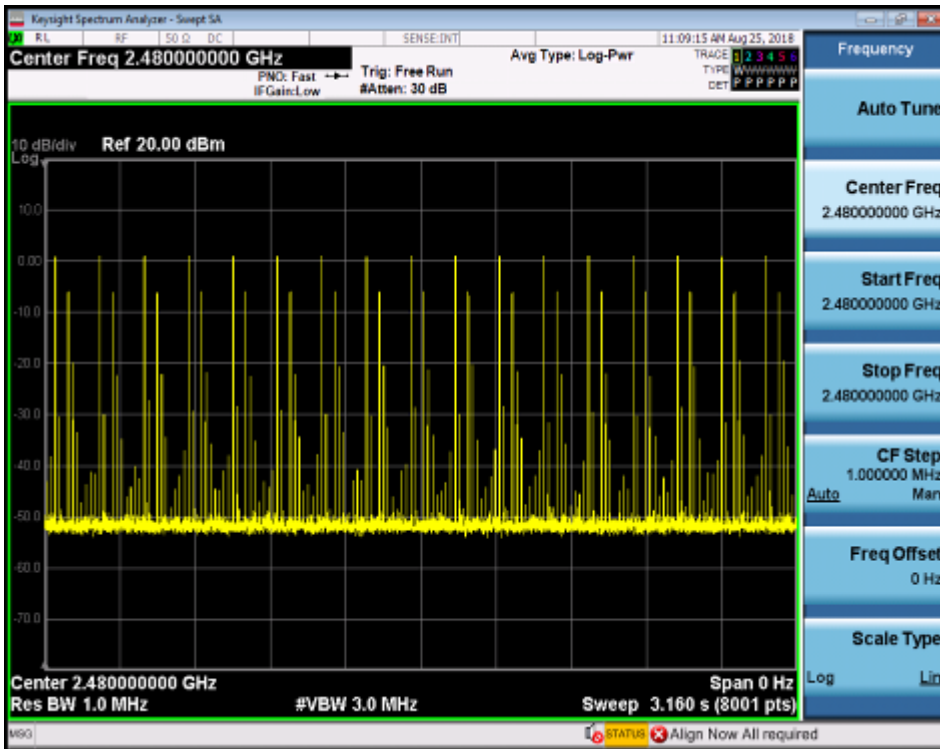 Keysight Spectrum Analyzer - Swept SA
RL RF 50 Ω DC SENSE:INT 11:09:15 AM Aug 25, 2018
Center Freq 2.480000000 GHz Avg Type: Log-Pwr TRACE 1 2 3 4 5 6
PNO: Fast Trig: Free Run TYPE WWWWWW
IFGain:Low #Atten: 30 dB DET P P P P P P
Frequency
Auto Tune
10 dB/div Ref 20.00 dBm
Log
10.0
0.00
-10.0
-20.0
-30.0
-40.0
-50.0
-60.0
-70.0
Center 2.480000000 GHz Span 0 Hz
Res BW 1.0 MHz #VBW 3.0 MHz Sweep 3.160 s (8001 pts)
Center Freq
2.480000000 GHz
Start Freq
2.480000000 GHz
Stop Freq
2.480000000 GHz
CF Step
1.000000 MHz
Auto Man
Freq Offset
0 Hz
Scale Type
Log Lin
MSG STATUS Align Now All required